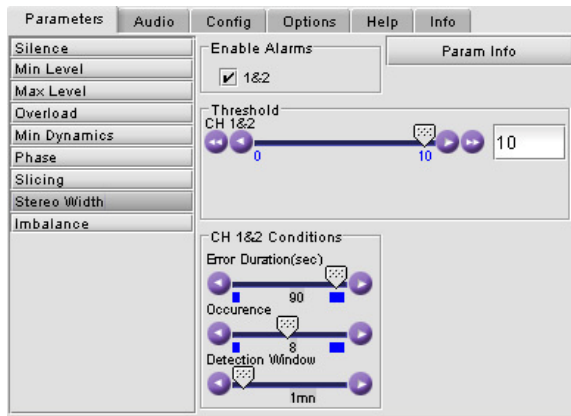 Parameters Audio Config Options Help Info
Silence
Min Level
Max Level
Overload
Min Dynamics
Phase
Slicing
Stereo Width
Imbalance
Enable Alarms
1&2
Param Info
Threshold
CH 1&2
0 10
10
CH 1&2 Conditions
Error Duration(sec)
90
Occurence
8
Detection Window
1mn